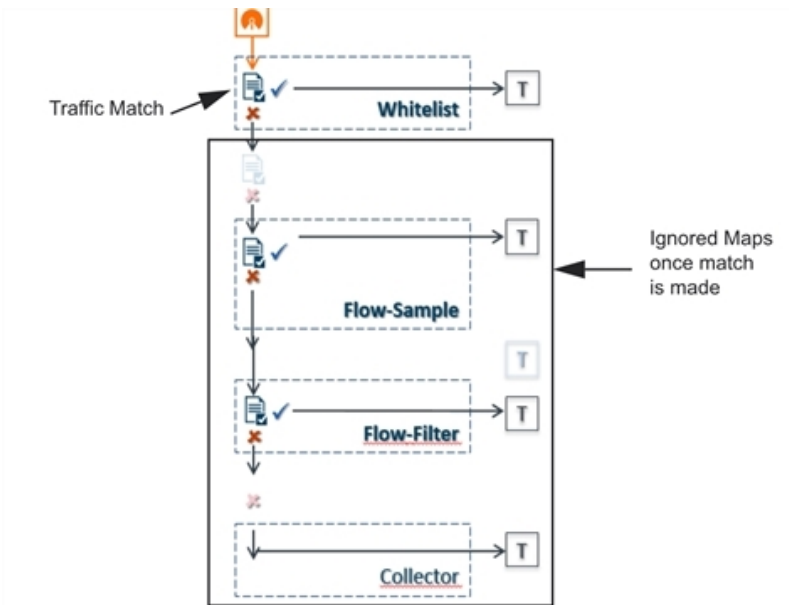 Traffic Match
T
Whitelist
T
Ignored Maps
once match
is made
Flow-Sample
T
T
Flow-Filter
T
Collector